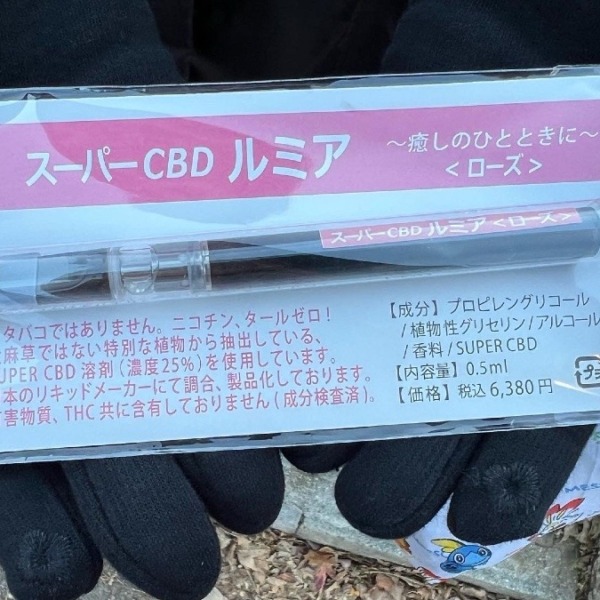 スーパーCBD ルミア
～癒しのひとときに～
＜ローズ＞
スーパーCBD ルミア＜ローズ＞
タバコではありません。ニコチン、タールゼロ！
麻草ではない特別な植物から抽出している、
UPER CBD 溶剤（濃度25%）を使用しています。
本のリキッドメーカーにて調合、製品化しております。
害物質、THC 共に含有しておりません（成分検査済）。
【成分】プロピレングリコール
/植物性グリセリン/アルコール
/香料/SUPER CBD
【内容量】0.5ml
【価格】税込 6,380円
プラ
MES